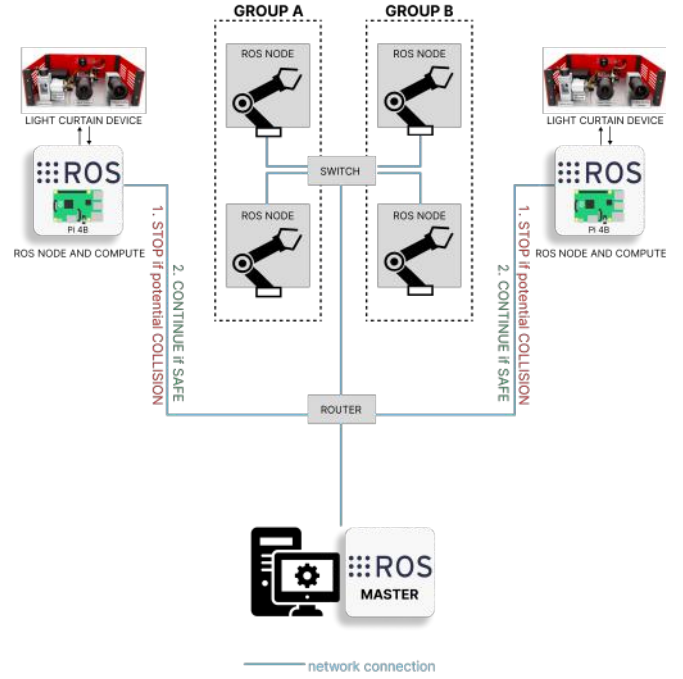 GROUP A
GROUP B
ROS NODE
ROS NODE
LIGHT CURTAIN DEVICE
LIGHT CURTAIN DEVICE
ROS
PI 4B
ROS NODE AND COMPUTE
SWITCH
ROS NODE
ROS NODE
ROS
PI 4B
ROS NODE AND COMPUTE
1. STOP if potential COLLISION
2. CONTINUE if SAFE
2. CONTINUE if SAFE
1. STOP if potential COLLISION
ROUTER
ROS
MASTER
network connection